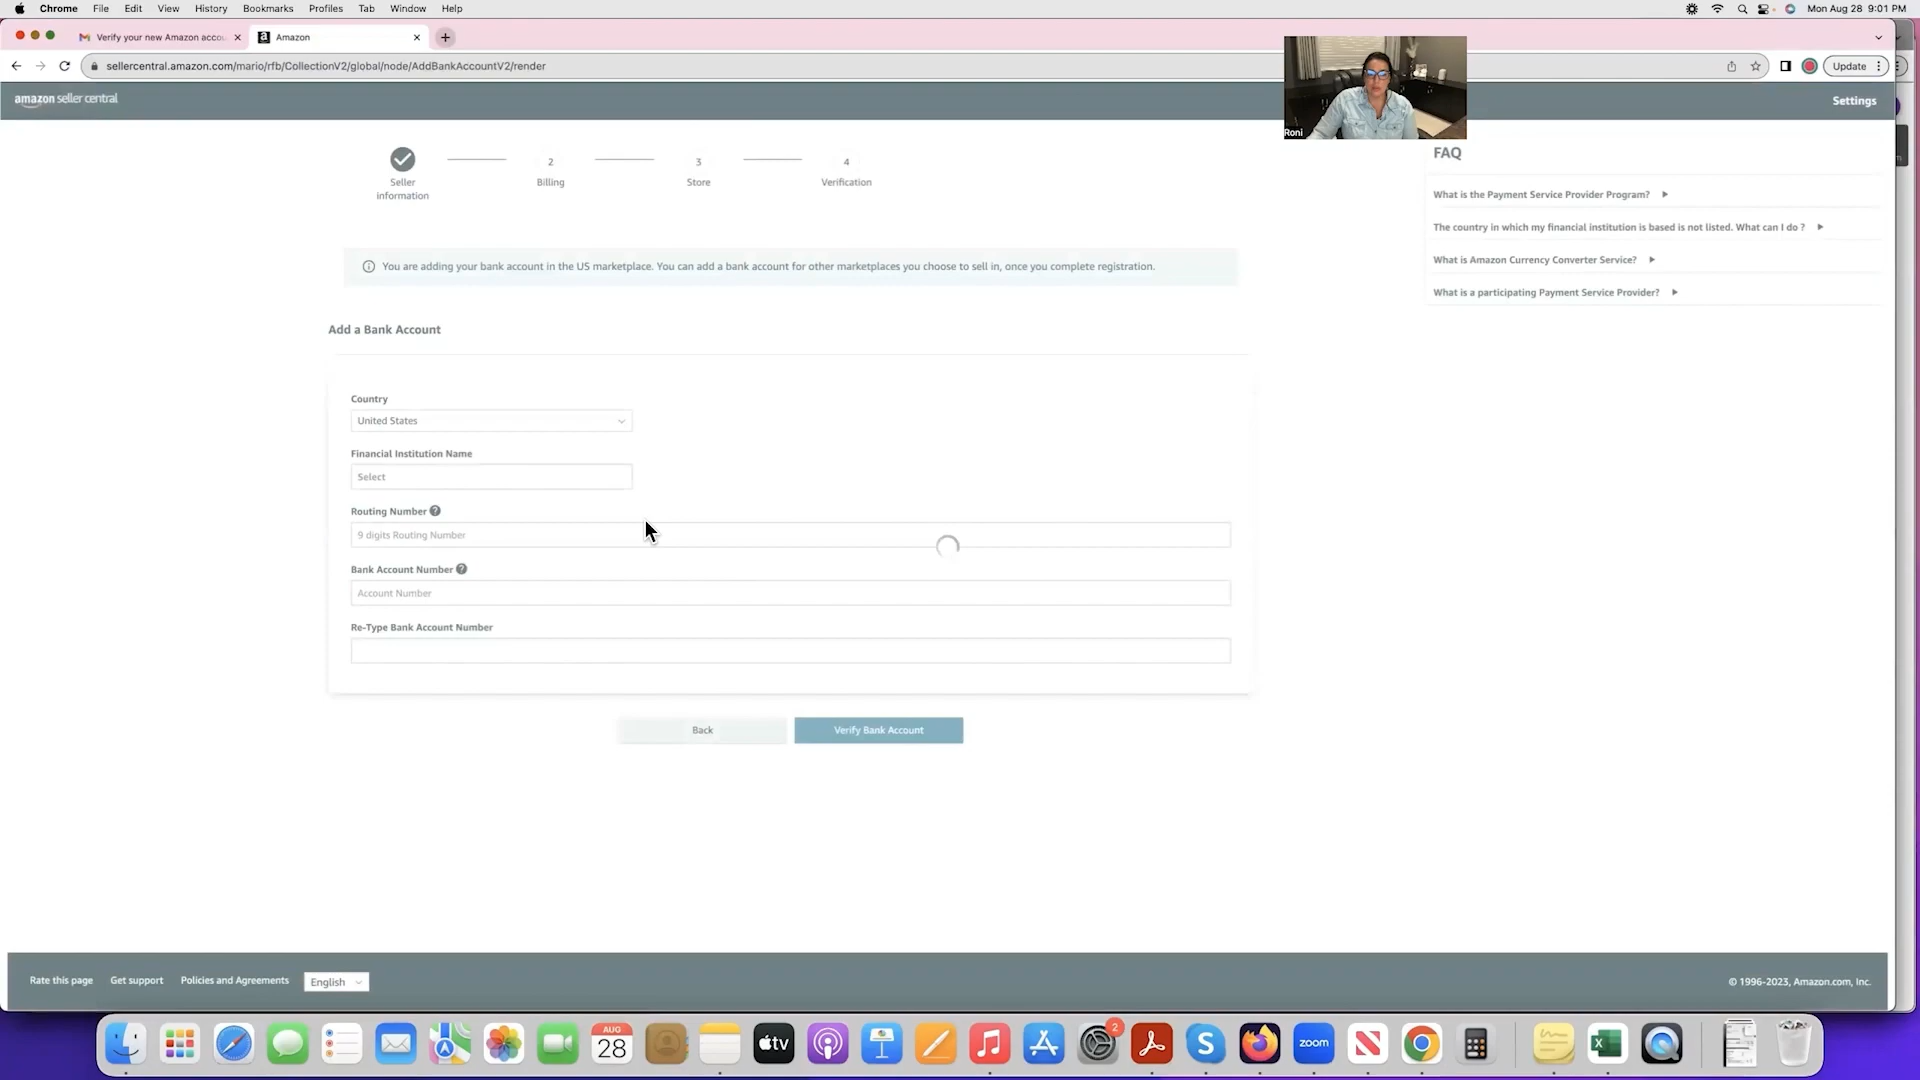 Chrome File Edit View History Bookmarks Profiles Tab Window Help
Mon Aug 28 9:01 PM
Verify your new Amazon accou
Amazon
sellercentral.amazon.com/mario/rfb/CollectionV2/global/node/AddBankAccountV2/render
Update
amazon seller central
Settings
Roni
Seller
information
2
Billing
3
Store
4
Verification
FAQ
What is the Payment Service Provider Program?
The country in which my financial institution is based is not listed. What can I do ?
What is Amazon Currency Converter Service?
What is a participating Payment Service Provider?
You are adding your bank account in the US marketplace. You can add a bank account for other marketplaces you choose to sell in, once you complete registration.
Add a Bank Account
Country
United States
Financial Institution Name
Select
Routing Number
9 digits Routing Number
Bank Account Number
Account Number
Re-Type Bank Account Number
Back
Verify Bank Account
Rate this page
Get support
Policies and Agreements
English
© 1996-2023, Amazon.com, Inc.
AUG
28
tv
2
zoom